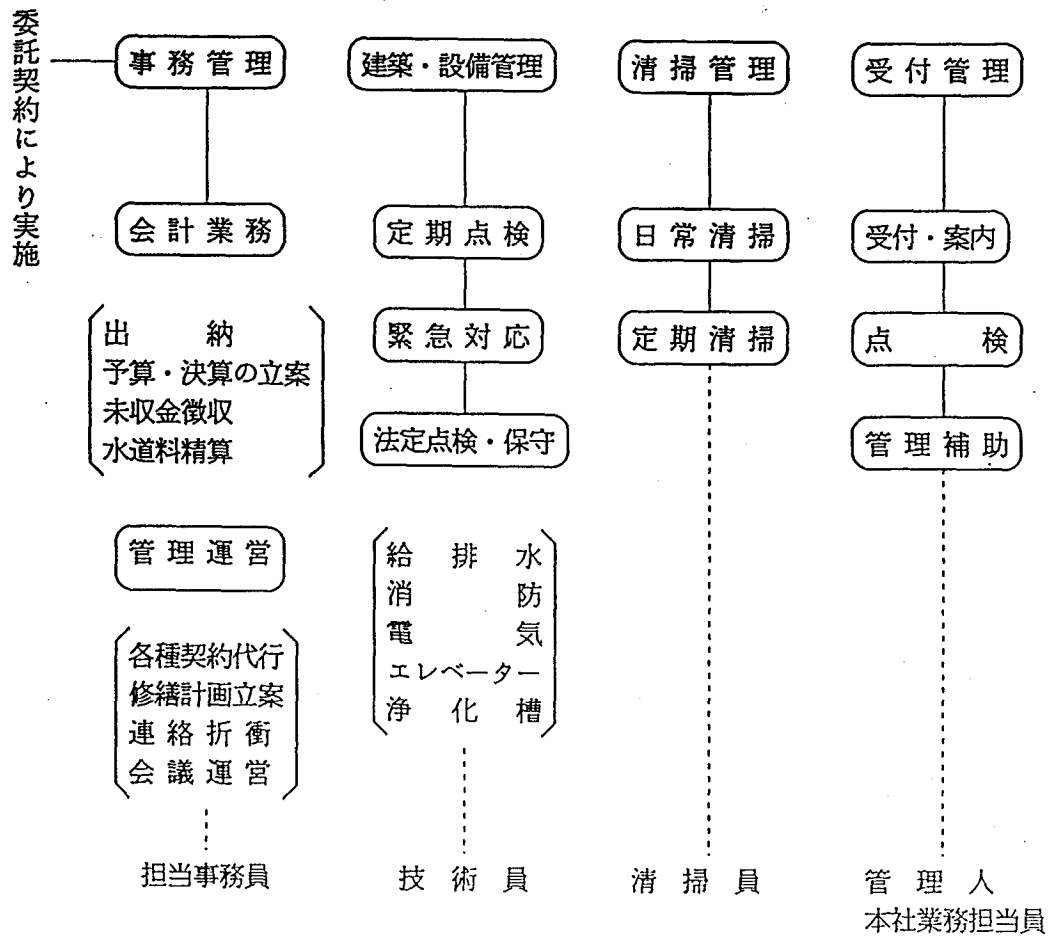 委託契約により実施
事務管理
会計業務
出納
予算・決算の立案
未収金徴収
水道料精算
管理運営
各種契約代行
修繕計画立案
連絡折衝
会議運営
担当事務員
建築・設備管理
定期点検
緊急対応
法定点検・保守
給排水
消防
電気
エレベーター
浄化槽
技術員
清掃管理
日常清掃
定期清掃
清掃員
受付管理
受付・案内
点検
管理補助
管理人
本社業務担当員